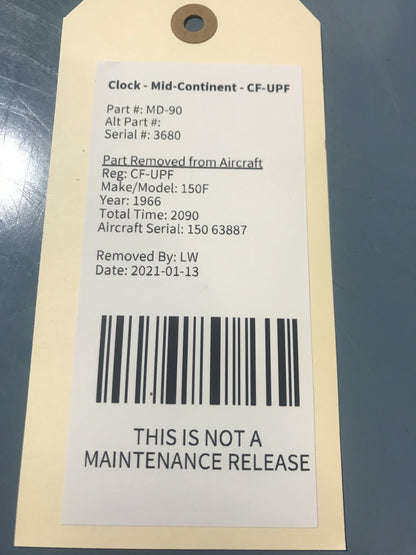 Clock - Mid-Continent - CF-UPF
Part #: MD-90
Alt Part #:
Serial #: 3680
Part Removed from Aircraft
Reg: CF-UPF
Make/Model: 150F
Year: 1966
Total Time: 2090
Aircraft Serial: 150 63887
Removed By: LW
Date: 2021-01-13
THIS IS NOT A
MAINTENANCE RELEASE